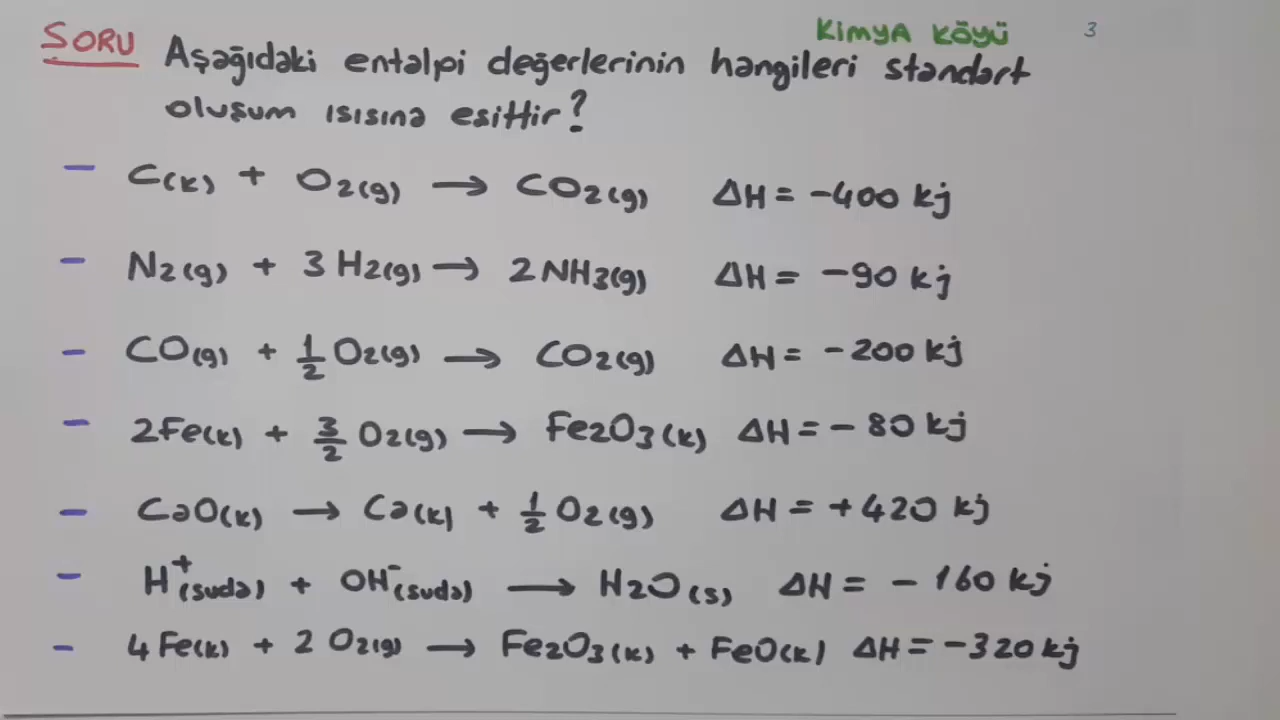 KİMYA KÖYÜ 3
SORU Aşağıdaki entalpi değerlerinin hangileri standart
oluşum ısısına eşittir?
- C(k) + O2(g) → CO2(g) ΔH = -400 kj
- N2(g) + 3 H2(g) → 2NH3(g) ΔH = -90 kj
- CO(g) + 1/2 O2(g) → CO2(g) ΔH = -200 kj
- 2Fe(k) + 3/2 O2(g) → Fe2O3(k) ΔH = -80 kj
- CaO(k) → Ca(k) + 1/2 O2(g) ΔH = +420 kj
- H+(suda) + OH-(suda) → H2O(s) ΔH = -160 kj
- 4 Fe(k) + 2 O2(g) → Fe2O3(k) + FeO(k) ΔH = -320 kj